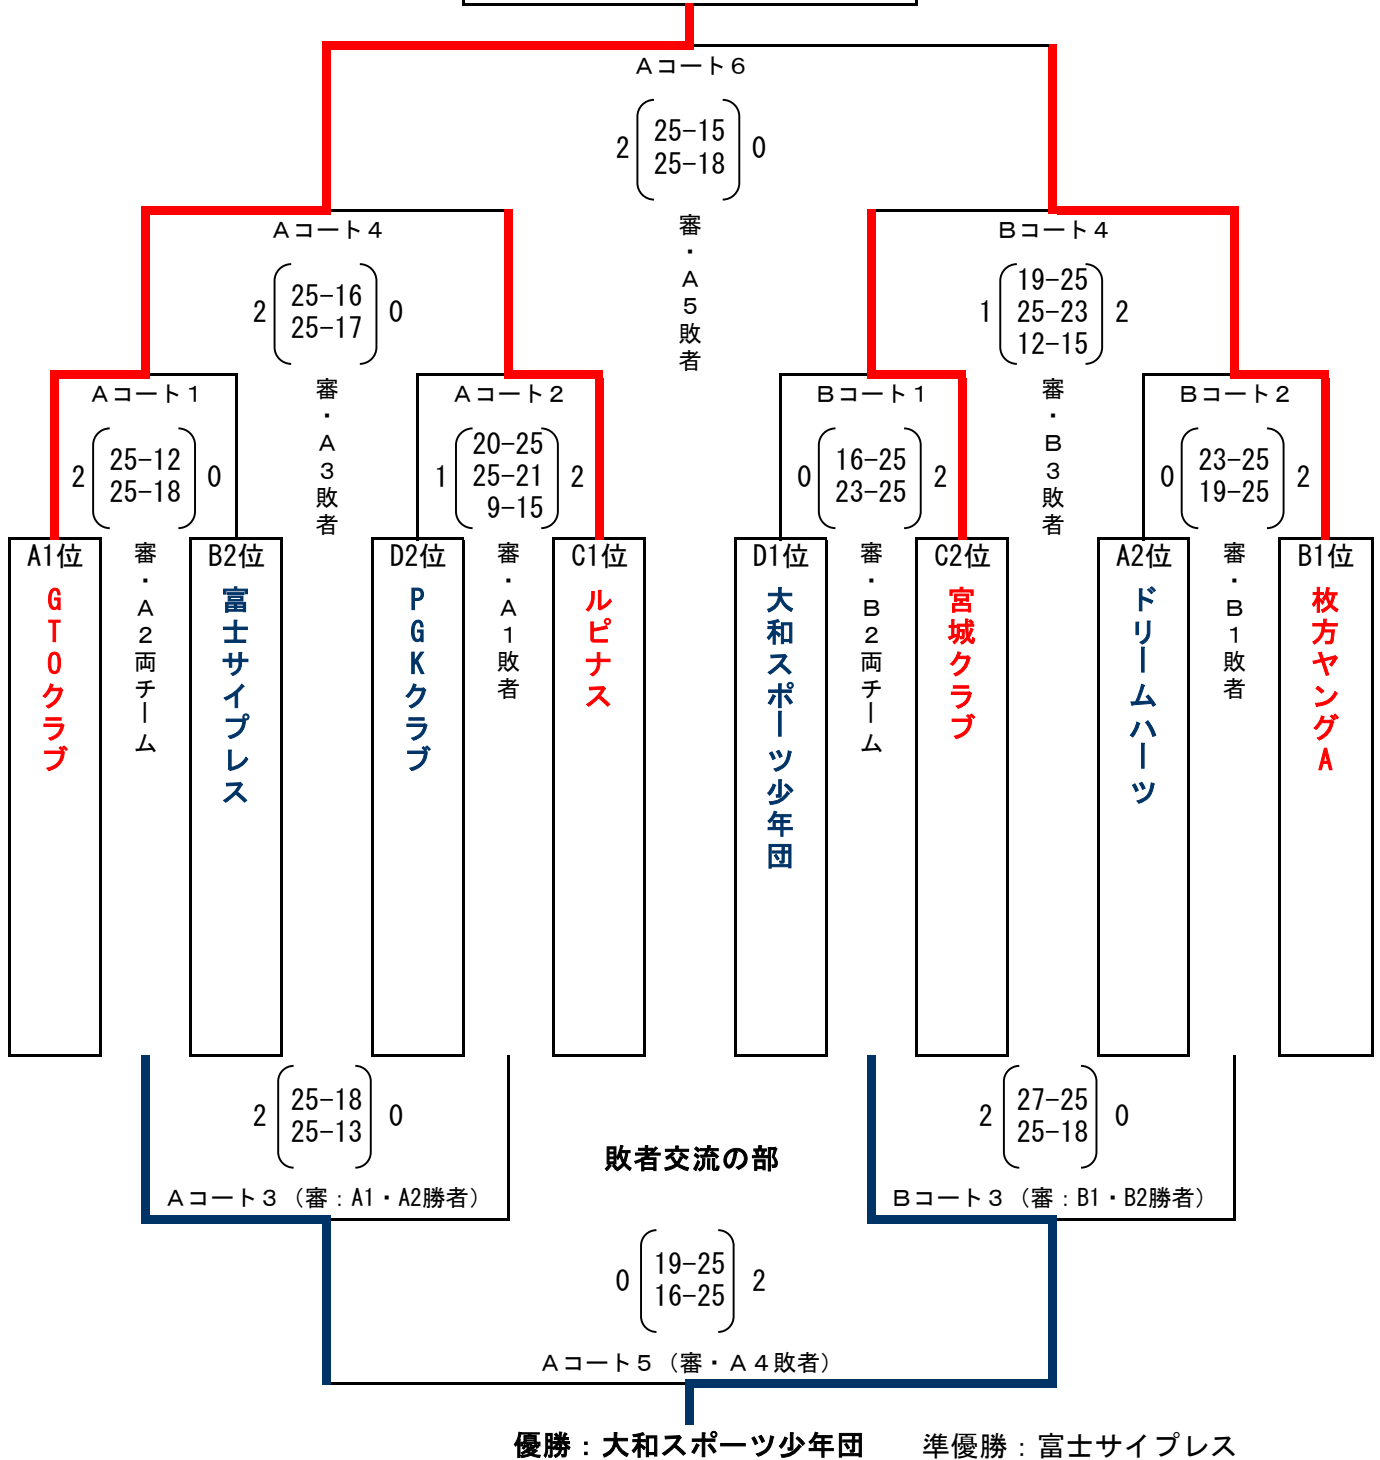 Aコート6
2 25-15 0
25-18
審・A5敗者
Aコート4
2 25-16 0
25-17
審・A3敗者
Bコート4
19-25
1 25-23 2
12-15
審・B3敗者
Aコート1
2 25-12 0
25-18
審・A2両チーム
Aコート2
20-25
1 25-21 2
9-15
審・A1敗者
Bコート1
0 16-25 2
23-25
審・B2両チーム
Bコート2
0 23-25 2
19-25
審・B1敗者
A1位
GTOクラブ
B2位
富士サイプレス
D2位
PGKクラブ
C1位
ルピナス
D1位
大和スポーツ少年団
C2位
宮城クラブ
A2位
ドリームハーツ
B1位
枚方ヤングA
2 25-18 0
25-13
Aコート3(審:A1・A2勝者)
敗者交流の部
2 27-25 0
25-18
Bコート3(審:B1・B2勝者)
0 19-25 2
16-25
Aコート5(審・A4敗者)
優勝:大和スポーツ少年団 準優勝:富士サイプレス